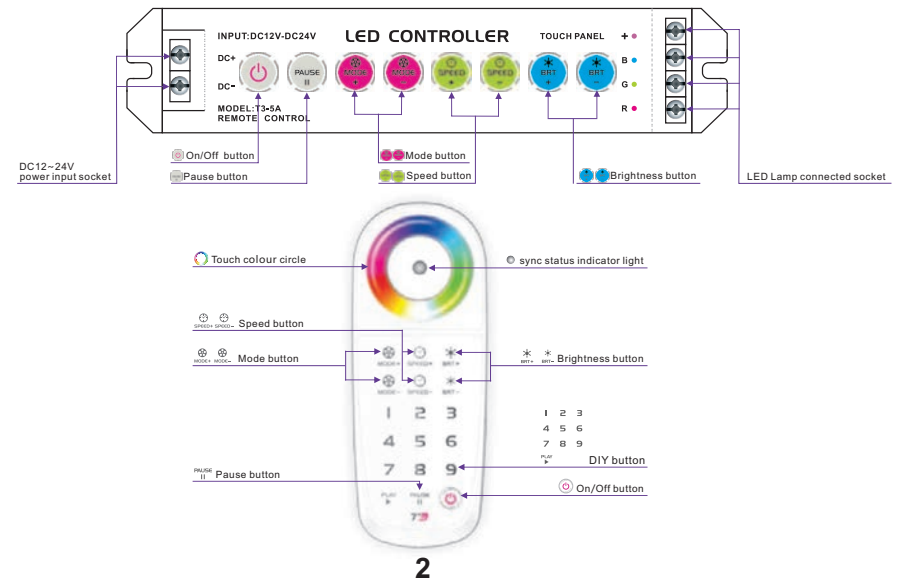 INPUT:DC12V-DC24V LED CONTROLLER TOUCH PANEL +
DC+ B
PAUSE MODE MODE SPEED SPEED BRT BRT
+ - + - + -
DC- G
MODEL:T3-5A R
REMOTE CONTROL
On/Off button Mode button
DC12~24V
power input socket Pause button Speed button Brightness button LED Lamp connected socket
Touch colour circle sync status indicator light
SPEED+ SPEED- Speed button
MODE+ MODE- Mode button
BRT+ BRT- Brightness button
MODE+ SPEED+ BRT+
MODE- SPEED- BRT-
1 2 3
4 5 6
7 8 9
PLAY PAUSE
T3
1 2 3
4 5 6
7 8 9
PLAY
DIY button
PAUSE Pause button
On/Off button
2